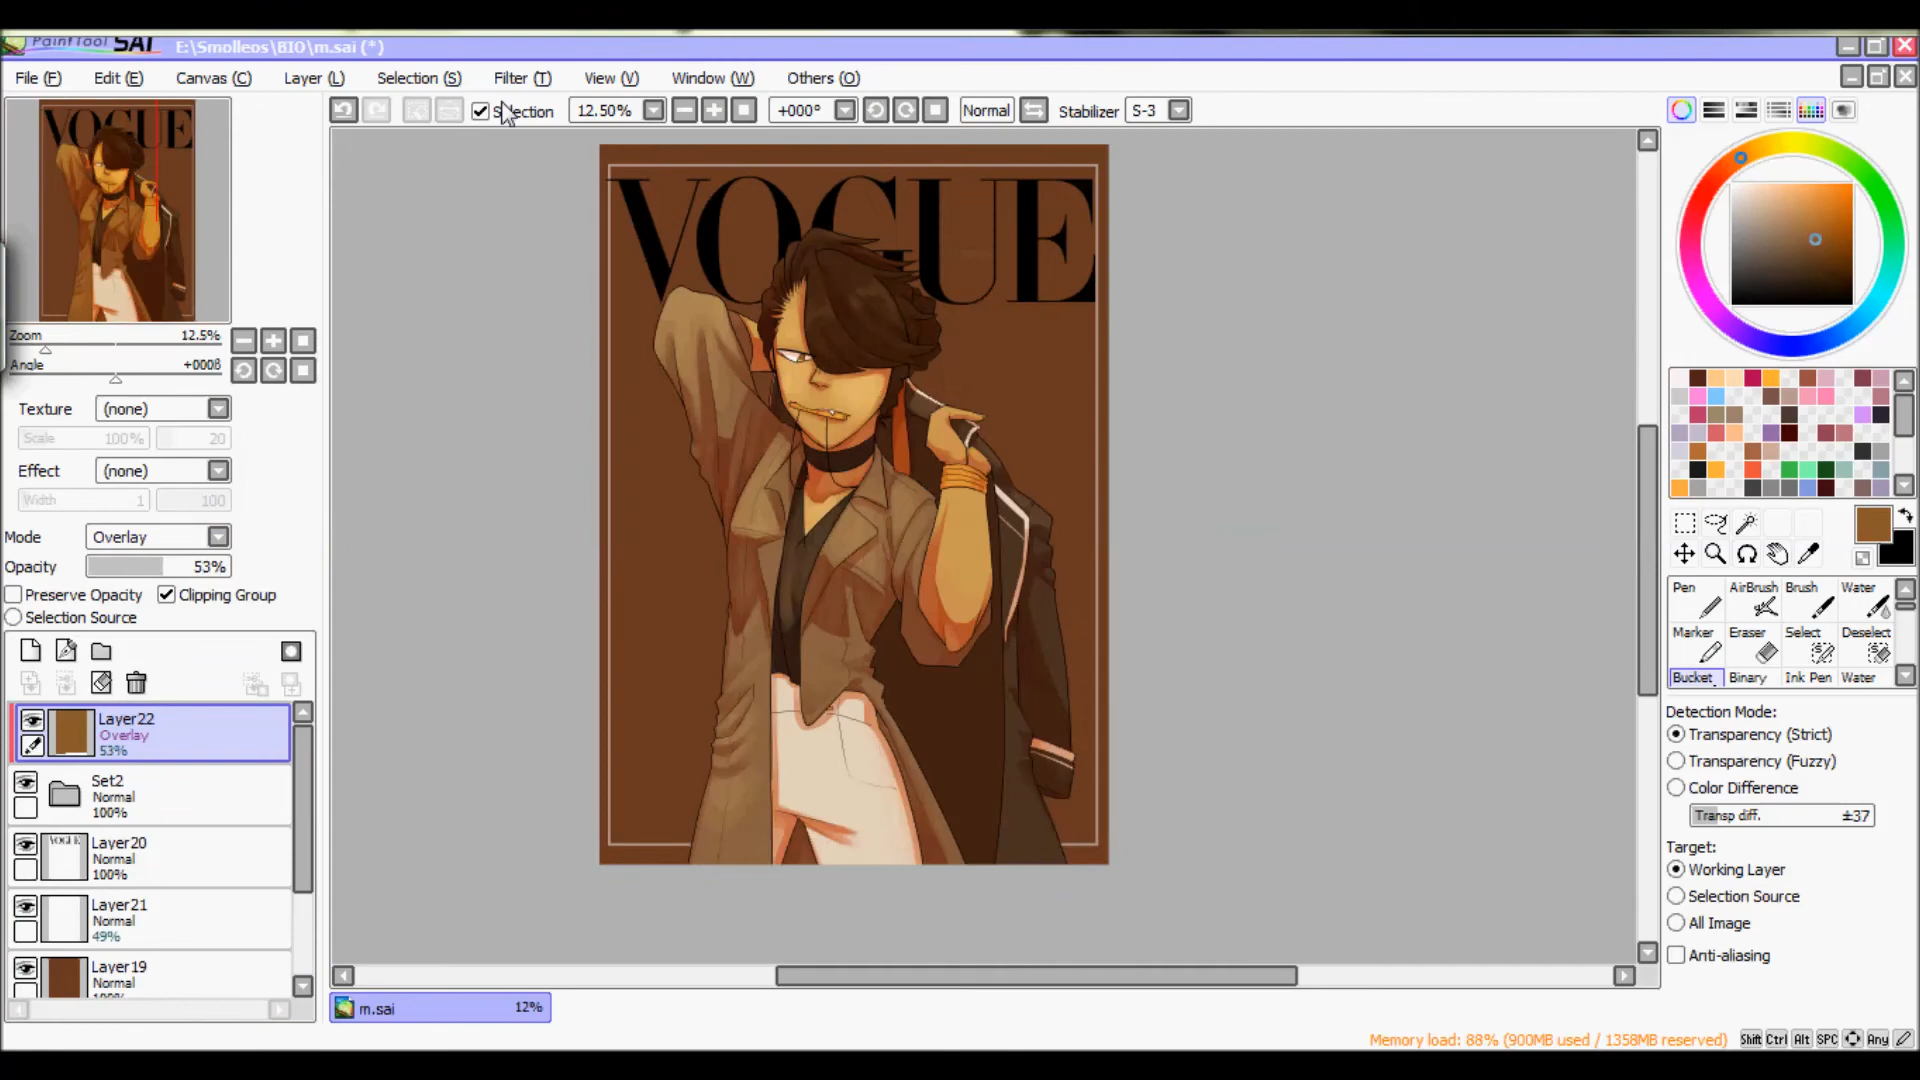 PaintTool SAI E:\Smolleos\BIO\m.sai (*)
File (F) Edit (E) Canvas (C) Layer (L) Selection (S) Filter (T) View (V) Window (W) Others (O)
Selection 12.50% +000° Normal Stabilizer S-3
VOGUE
VOGUE
Zoom 12.5%
Angle +000ß
Texture (none)
Scale 100% 20
Effect (none)
Width 1 100
Mode Overlay
Opacity 53%
Preserve Opacity Clipping Group
Selection Source
Layer22
Overlay
53%
Set2
Normal
100%
VOGUE
Layer20
Normal
100%
Layer21
Normal
49%
Layer19
Normal
100%
Pen AirBrush Brush Water
Marker Eraser Select Deselect
Bucket Binary Ink Pen Water
Detection Mode:
Transparency (Strict)
Transparency (Fuzzy)
Color Difference
Transp diff. ±37
Target:
Working Layer
Selection Source
All Image
Anti-aliasing
m.sai 12%
Memory load: 88% (900MB used / 1358MB reserved) Shift Ctrl Alt SPC Any